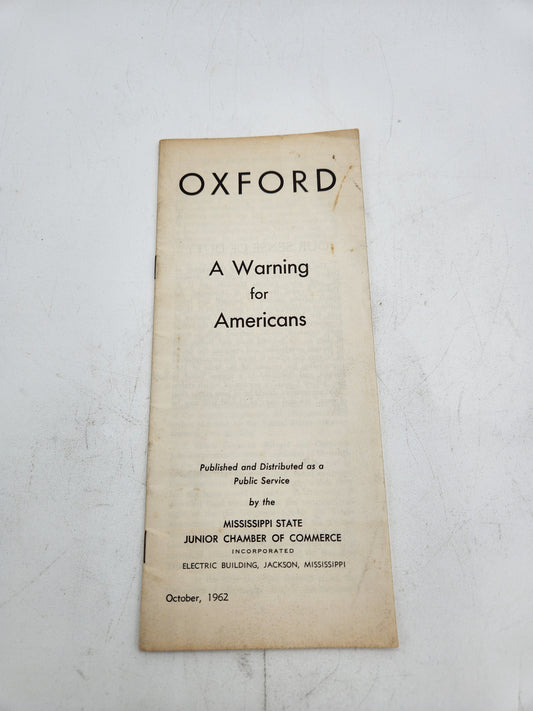 OXFORD
A Warning
for
Americans
Published and Distributed as a
Public Service
by the
MISSISSIPPI STATE
JUNIOR CHAMBER OF COMMERCE
INCORPORATED
ELECTRIC BUILDING, JACKSON, MISSISSIPPI
October, 1962